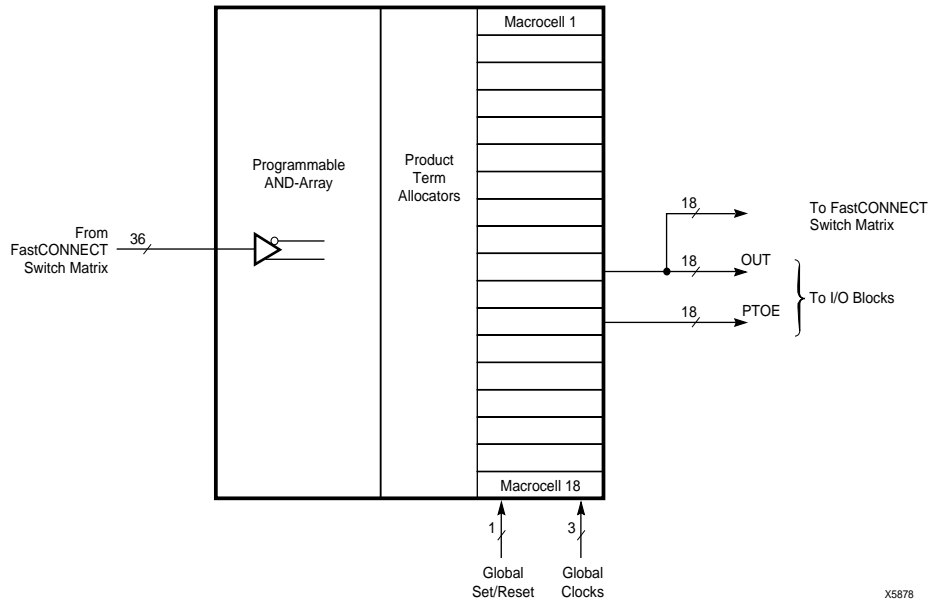 Macrocell 1
Programmable
AND-Array
Product
Term
Allocators
From
FastCONNECT
Switch Matrix
36
18
To FastCONNECT
Switch Matrix
18
OUT
To I/O Blocks
18
PTOE
Macrocell 18
1
3
Global
Set/Reset
Global
Clocks
X5878